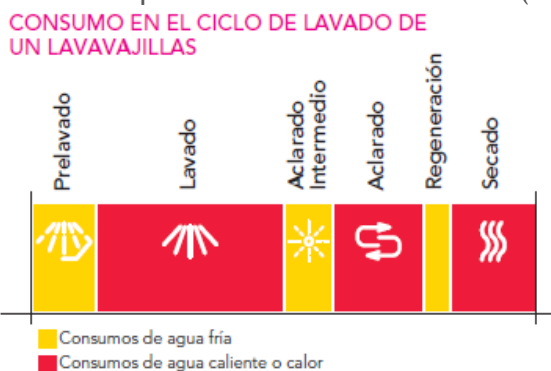 CONSUMO EN EL CICLO DE LAVADO DE
UN LAVAVAJILLAS
Prelavado
Lavado
Aclarado
Intermedio
Aclarado
Regeneración
Secado
Consumos de agua fría
Consumos de agua caliente o calor